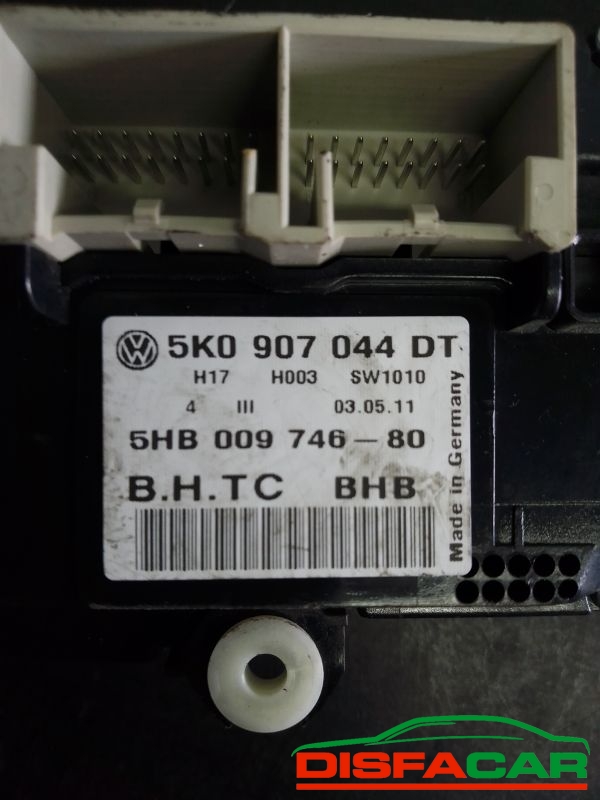 VW 5K0 907 044 DT
H17 H003 SW1010
4 III 03.05.11
5HB 009 746-80
B.H.TC BHB
Made in Germany
DISFACAR